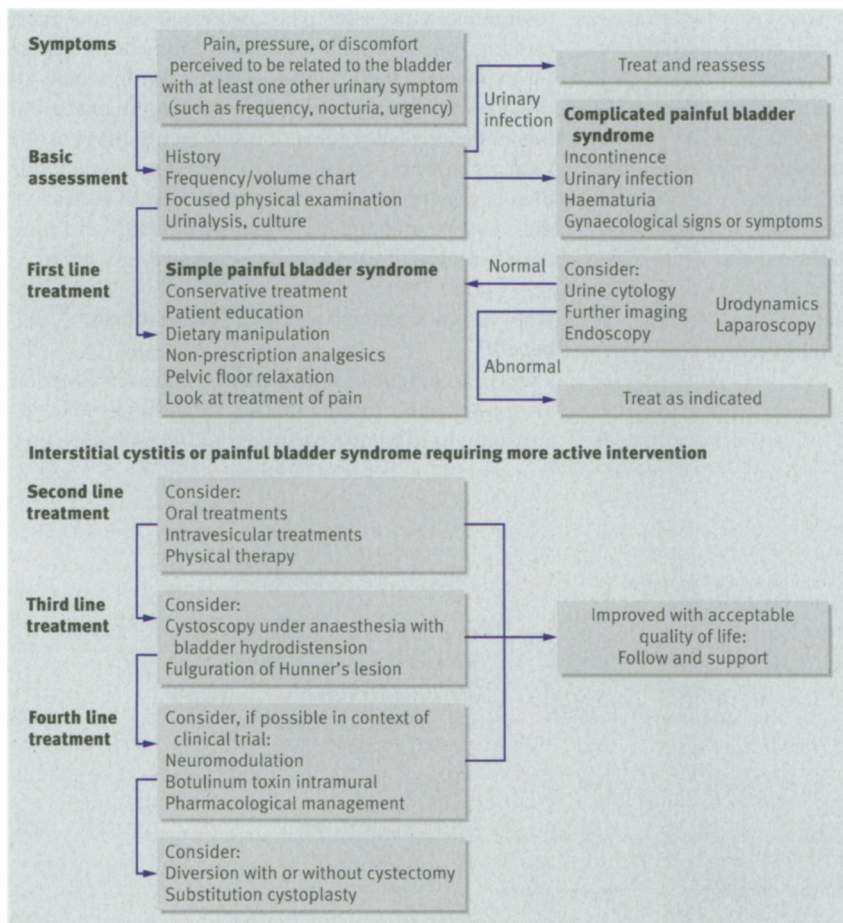 Symptoms
Pain, pressure, or discomfort
perceived to be related to the bladder
with at least one other urinary symptom
(such as frequency, nocturia, urgency)
Urinary
infection
Treat and reassess
Complicated painful bladder
syndrome
Incontinence
Urinary infection
Haematuria
Gynaecological signs or symptoms
Basic
assessment
History
Frequency/volume chart
Focused physical examination
Urinalysis, culture
First line
treatment
Simple painful bladder syndrome
Conservative treatment
Patient education
Dietary manipulation
Non-prescription analgesics
Pelvic floor relaxation
Look at treatment of pain
Normal
Abnormal
Consider:
Urine cytology
Further imaging
Endoscopy
Urodynamics
Laparoscopy
Treat as indicated
Interstitial cystitis or painful bladder syndrome requiring more active intervention
Second line
treatment
Consider:
Oral treatments
Intravesicular treatments
Physical therapy
Third line
treatment
Consider:
Cystoscopy under anaesthesia with
bladder hydrodistension
Fulguration of Hunner's lesion
Improved with acceptable
quality of life:
Follow and support
Fourth line
treatment
Consider, if possible in context of
clinical trial:
Neuromodulation
Botulinum toxin intramural
Pharmacological management
Consider:
Diversion with or without cystectomy
Substitution cystoplasty